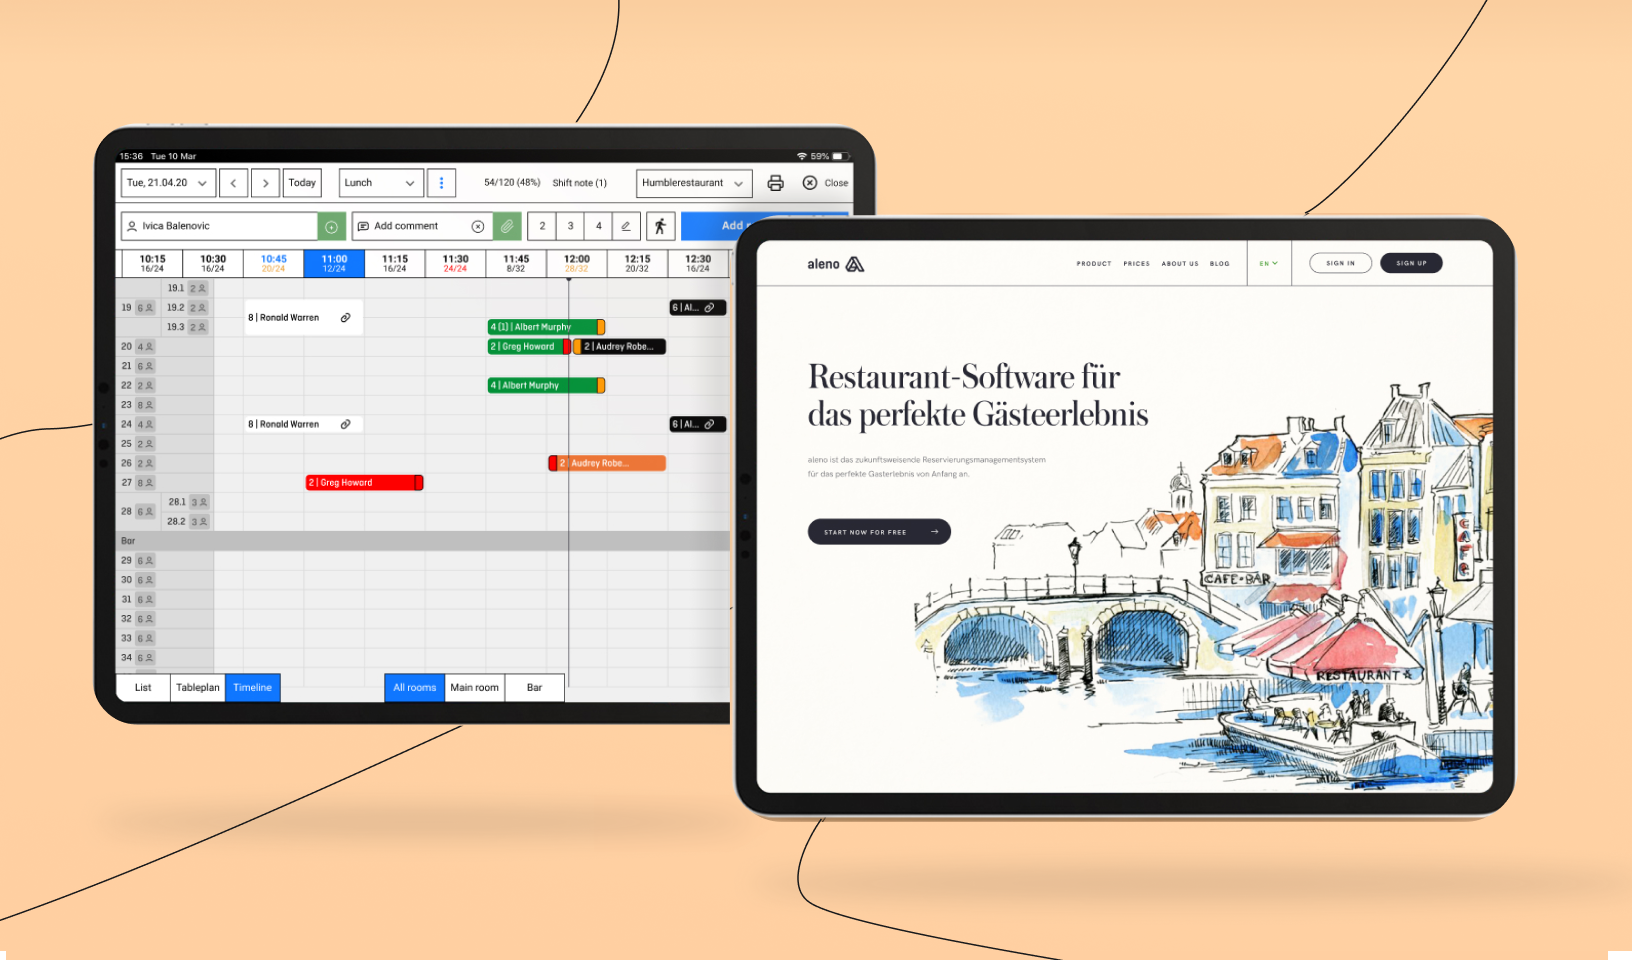 15:36 Tue 10 Mar 59%
Tue, 21.04.20 Today Lunch 54/120 (48%) Shift note (1) Humblerestaurant Close
Ivica Balenovic Add comment 2 3 4 Add
10:15 10:30 10:45 11:00 11:15 11:30 11:45 12:00 12:15 12:30
16/24 16/24 20/24 12/24 16/24 24/24 8/32 28/32 20/32 16/24
19.1 2
19 6 19.2 2 8 | Ronald Warren 6 | Al...
19.3 2 4 (1) | Albert Murphy
20 4 2 | Greg Howard 2 | Audrey Robe...
21 6
22 2 4 | Albert Murphy
23 8
24 4 8 | Ronald Warren 6 | Al...
25 2
26 2 2 | Audrey Robe...
27 8 2 | Greg Howard
28.1 3
28 6
28.2 3
Bar
29 6
30 6
31 6
32 6
33 6
34 6
List Tableplan Timeline All rooms Main room Bar
aleno PRODUCT PRICES ABOUT US BLOG EN SIGN IN SIGN UP
Restaurant-Software für
das perfekte Gästeerlebnis
aleno ist das zukunftsweisende Reservierungsmanagementsystem
für das perfekte Gasterlebnis von Anfang an.
START NOW FOR FREE →
CAFE-BAR
CAFE
RESTAURANT